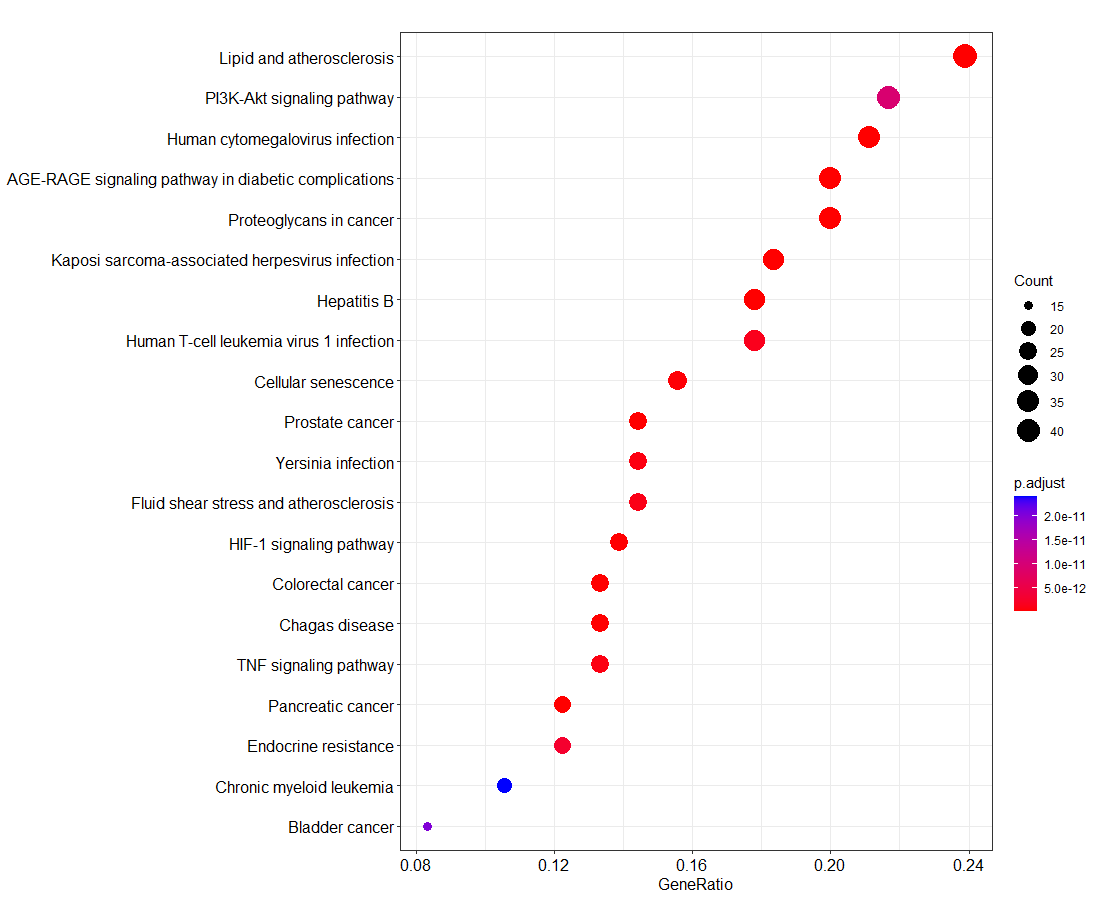 Lipid and atherosclerosis
PI3K-Akt signaling pathway
Human cytomegalovirus infection
AGE-RAGE signaling pathway in diabetic complications
Proteoglycans in cancer
Kaposi sarcoma-associated herpesvirus infection
Hepatitis B
Human T-cell leukemia virus 1 infection
Cellular senescence
Prostate cancer
Yersinia infection
Fluid shear stress and atherosclerosis
HIF-1 signaling pathway
Colorectal cancer
Chagas disease
TNF signaling pathway
Pancreatic cancer
Endocrine resistance
Chronic myeloid leukemia
Bladder cancer
0.08 0.12 0.16 0.20 0.24
GeneRatio
Count
15
20
25
30
35
40
p.adjust
2.0e-11
1.5e-11
1.0e-11
5.0e-12